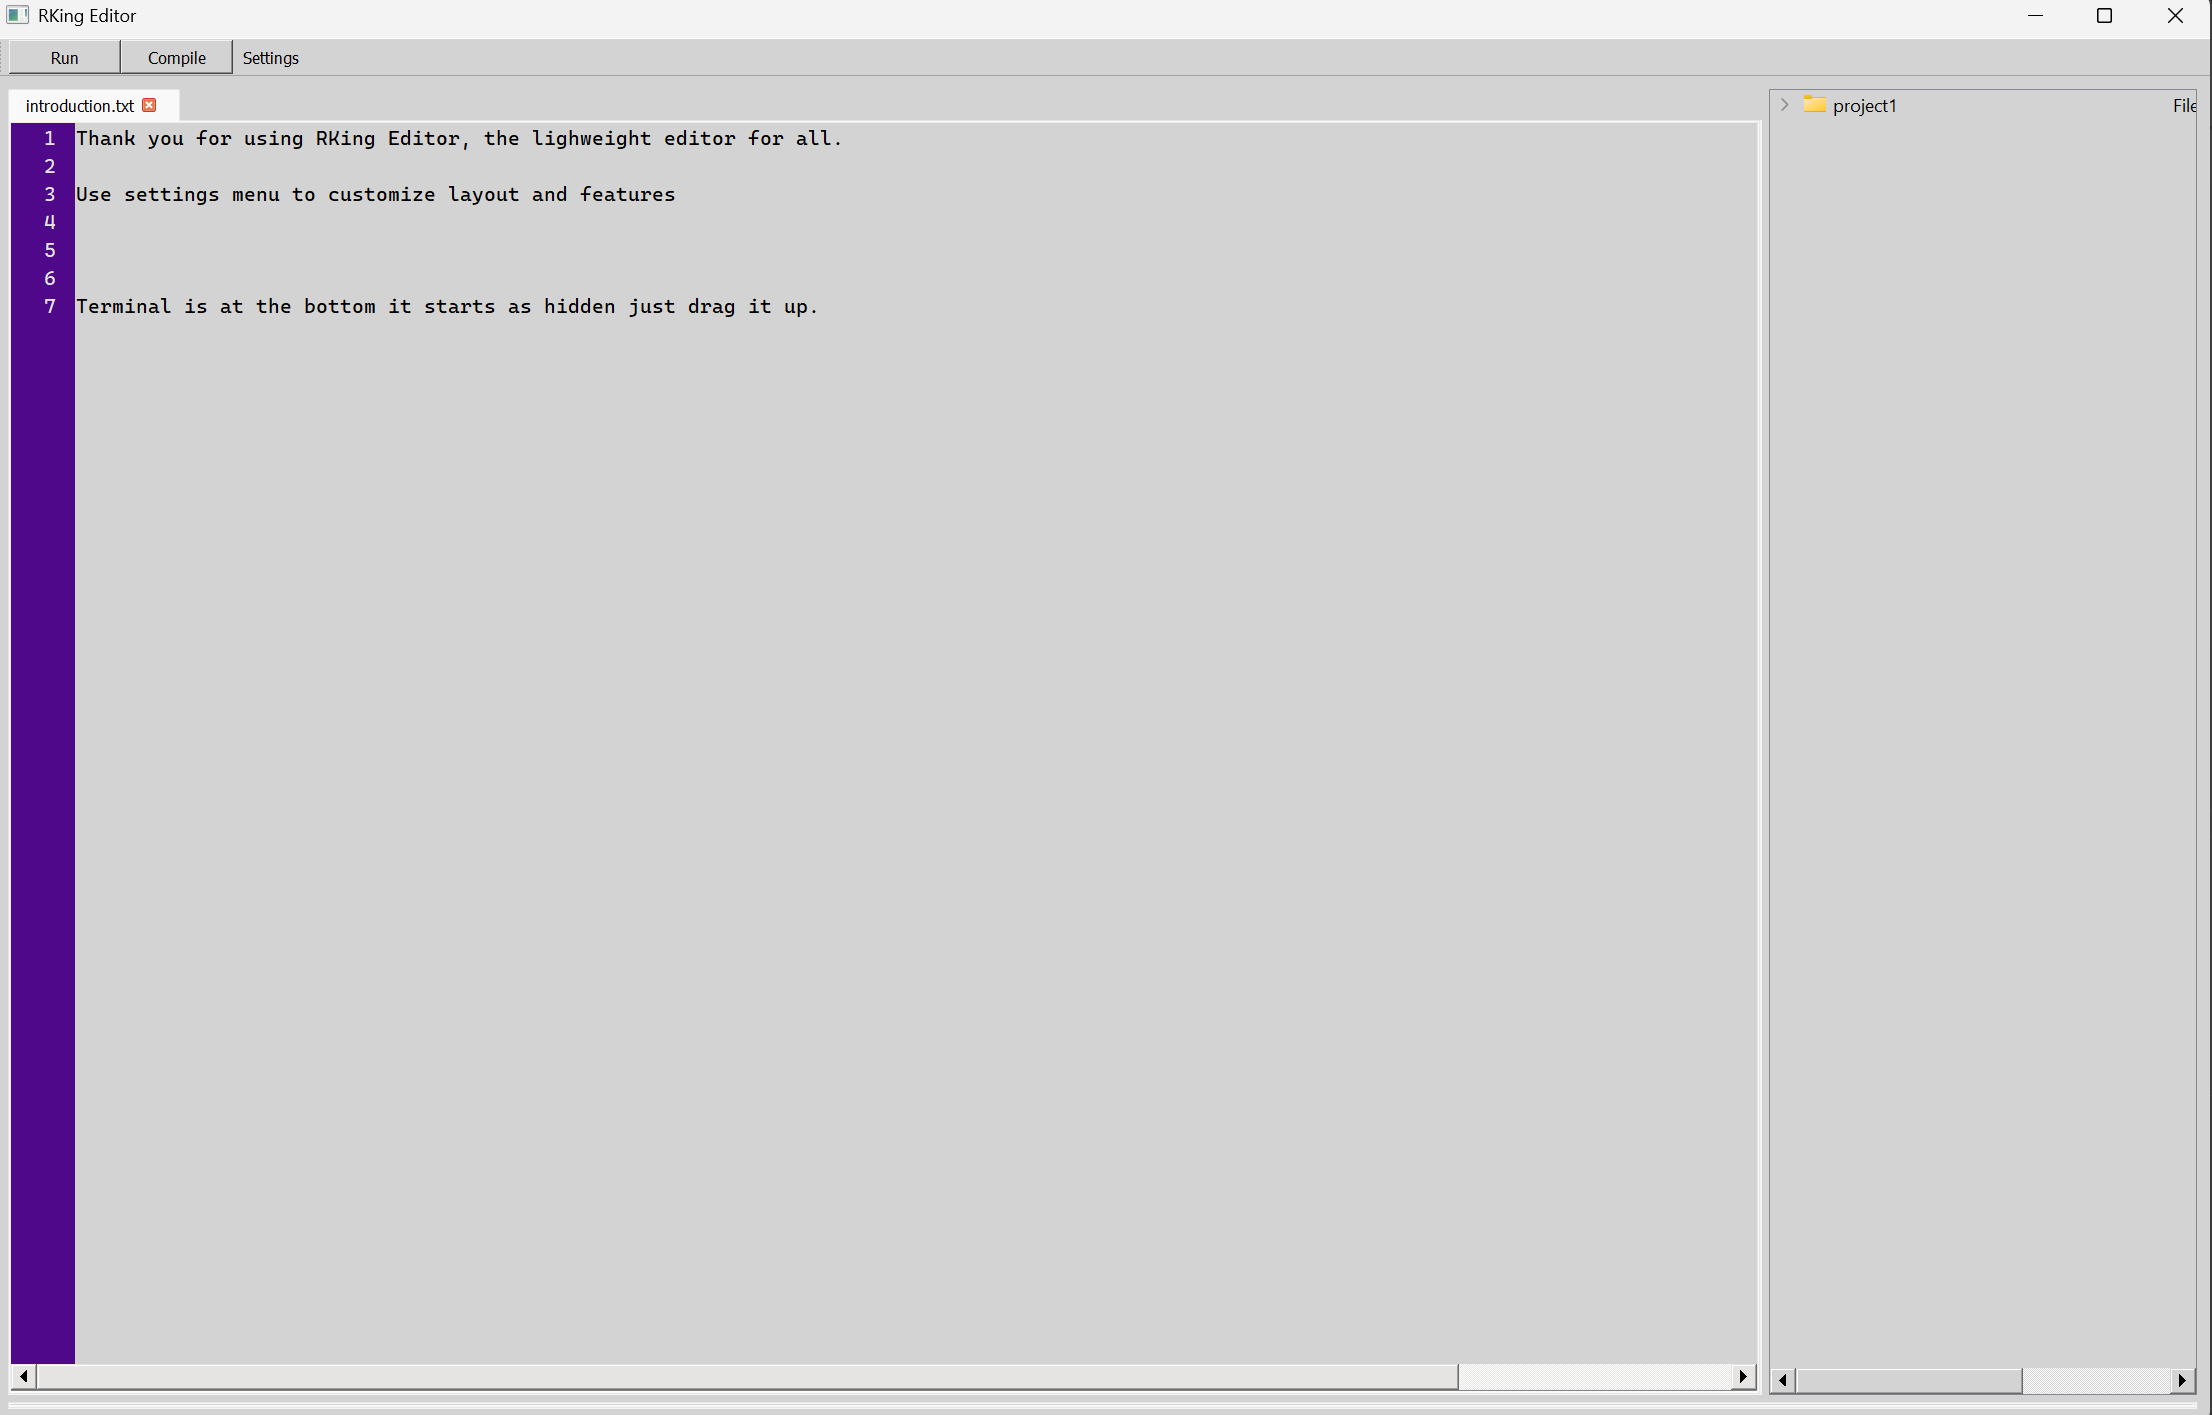 RKing Editor
Run Compile Settings
introduction.txt
project1 File
1 Thank you for using RKing Editor, the lighweight editor for all.
2
3 Use settings menu to customize layout and features
4
5
6
7 Terminal is at the bottom it starts as hidden just drag it up.